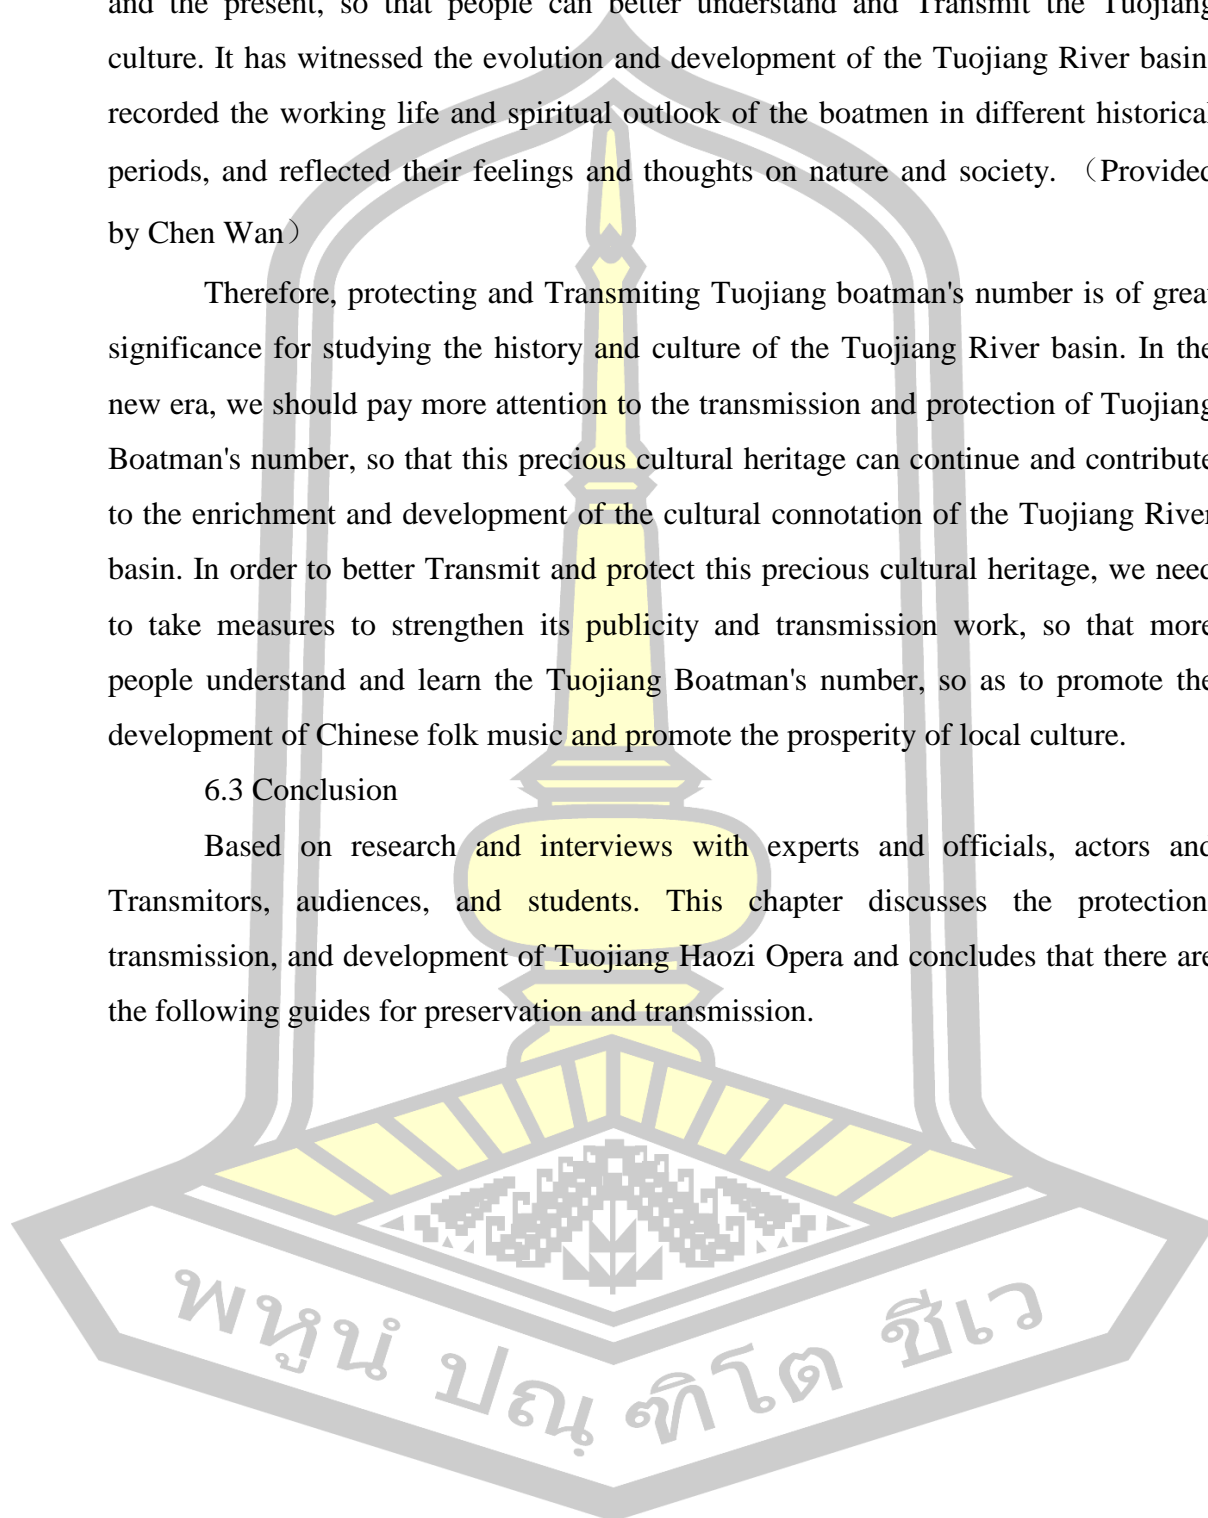 and the present, so that people can better understand and Transmit the Tuojiang
culture. It has witnessed the evolution and development of the Tuojiang River basin
recorded the working life and spiritual outlook of the boatmen in different historical
periods, and reflected their feelings and thoughts on nature and society. （Provided
by Chen Wan）
Therefore, protecting and Transmiting Tuojiang boatman's number is of great
significance for studying the history and culture of the Tuojiang River basin. In the
new era, we should pay more attention to the transmission and protection of Tuojiang
Boatman's number, so that this precious cultural heritage can continue and contribute
to the enrichment and development of the cultural connotation of the Tuojiang River
basin. In order to better Transmit and protect this precious cultural heritage, we need
to take measures to strengthen its publicity and transmission work, so that more
people understand and learn the Tuojiang Boatman's number, so as to promote the
development of Chinese folk music and promote the prosperity of local culture.
6.3 Conclusion
Based on research and interviews with experts and officials, actors and
Transmitors, audiences, and students. This chapter discusses the protection
transmission, and development of Tuojiang Haozi Opera and concludes that there are
the following guides for preservation and transmission.
พหูนํ ปณฺฑิโต ชีเว